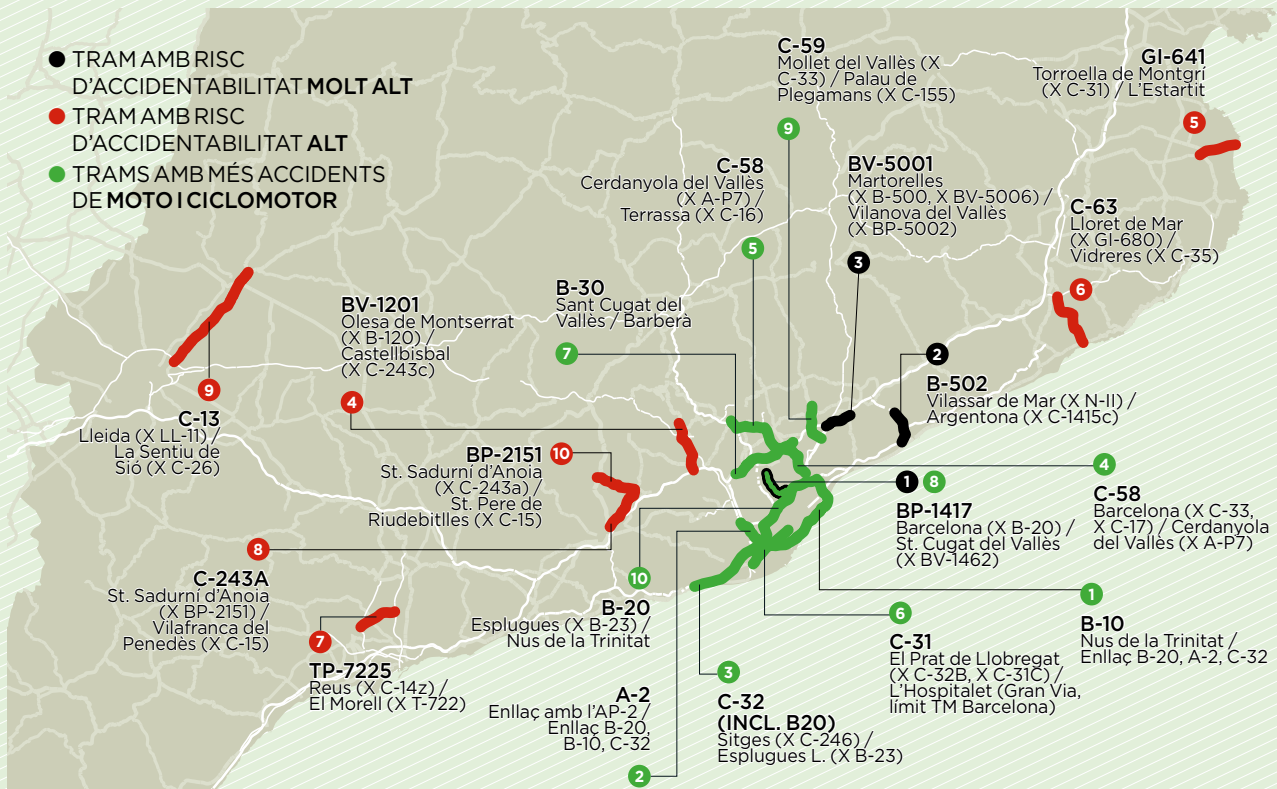 TRAM AMB RISC
D'ACCIDENTABILITAT MOLT ALT
TRAM AMB RISC
D'ACCIDENTABILITAT ALT
TRAMS AMB MÉS ACCIDENTS
DE MOTO I CICLOMOTOR
C-59
Mollet del Vallès (X
C-33) / Palau de
Plegamans (X C-155)
9
GI-641
Torroella de Montgrí
(X C-31) / L'Estartit
5
C-58
Cerdanyola del Vallès
(X A-P7) /
Terrassa (X C-16)
5
BV-5001
Martorelles
(X B-500, X BV-5006) /
Vilanova del Vallès
(X BP-5002)
3
C-63
Lloret de Mar
(X GI-680) /
Vidreres (X C-35)
6
B-30
Sant Cugat del
Vallès / Barberà
7
BV-1201
Olesa de Montserrat
(X B-120) /
Castellbisbal
(X C-243c)
4
2
B-502
Vilassar de Mar (X N-II) /
Argentona (X C-1415c)
9
C-13
Lleida (X LL-11) /
La Sentiu de
Sió (X C-26)
BP-2151
10
St. Sadurní d'Anoia
(X C-243a) /
St. Pere de
Riudebitlles (X C-15)
4
C-58
Barcelona (X C-33,
X C-17) / Cerdanyola
del Vallès (X A-P7)
1
8
BP-1417
Barcelona (X B-20) /
St. Cugat del Vallès
(X BV-1462)
8
C-243A
St. Sadurní d'Anoia
(X BP-2151) /
Vilafranca del
Penedès (X C-15)
10
B-20
Esplugues (X B-23) /
Nus de la Trinitat
1
B-10
Nus de la Trinitat /
Enllaç B-20, A-2, C-32
6
C-31
El Prat de Llobregat
(X C-32B, X C-31C) /
L'Hospitalet (Gran Via,
límit TM Barcelona)
7
TP-7225
Reus (X C-14z) /
El Morell (X T-722)
3
C-32
(INCL. B20)
Sitges (X C-246) /
Esplugues L. (X B-23)
A-2
Enllaç amb l'AP-2 /
Enllaç B-20,
B-10, C-32
2